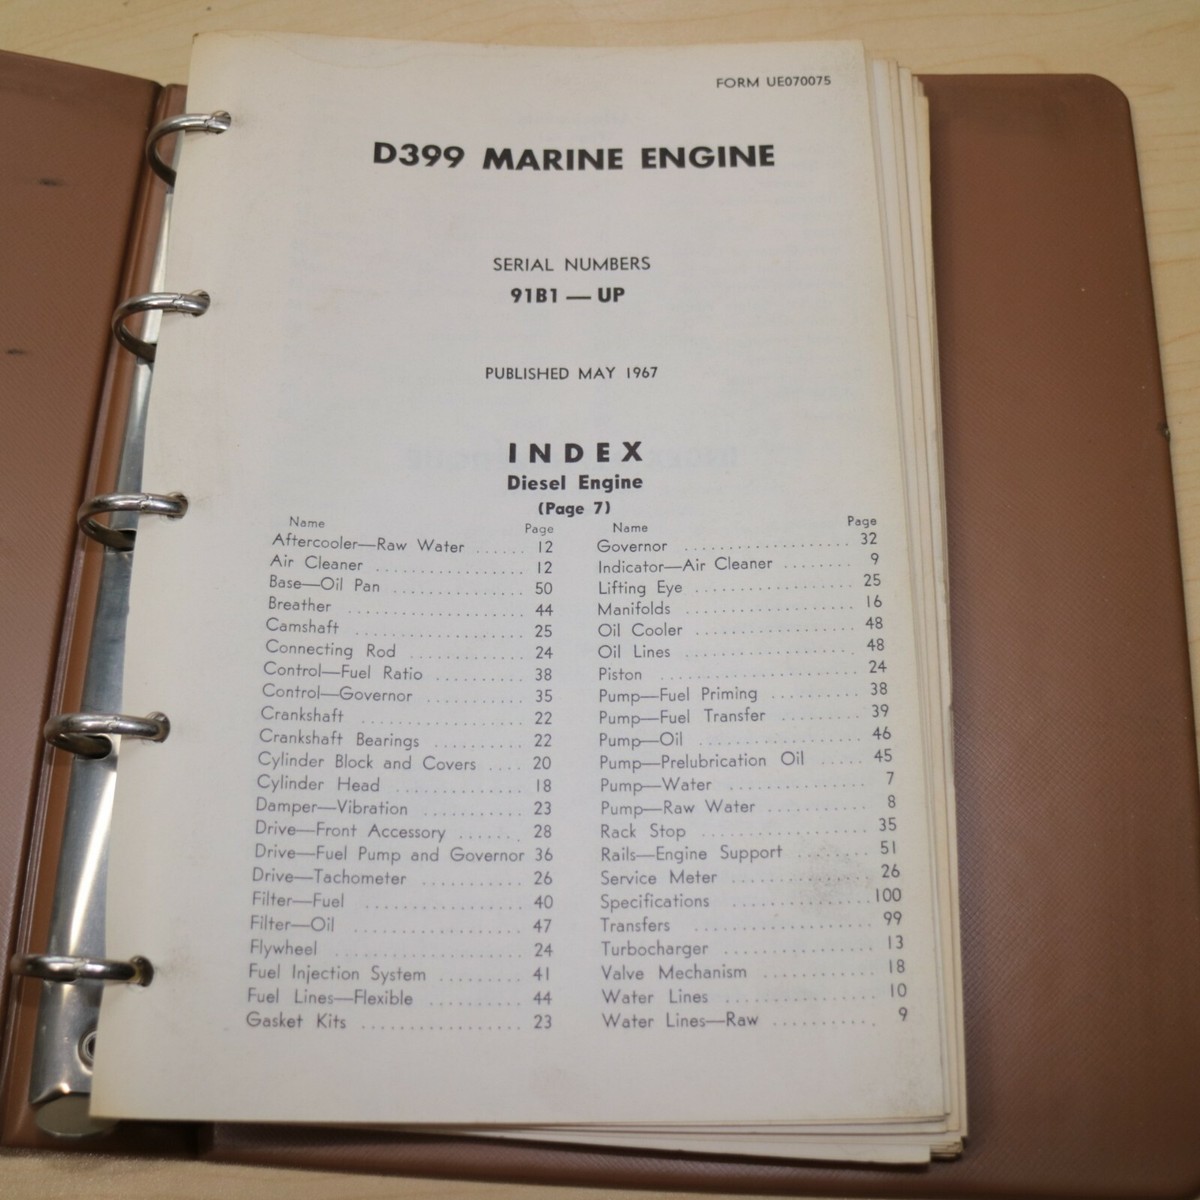 FORM UE070075
D399 MARINE ENGINE
SERIAL NUMBERS
91B1 — UP
PUBLISHED MAY 1967
INDEX
Diesel Engine
(Page 7)
Name Page
Aftercooler—Raw Water ...... 12
Air Cleaner .................. 12
Base—Oil Pan ............... 50
Breather .................... 44
Camshaft ................... 25
Connecting Rod ............ 24
Control—Fuel Ratio .......... 38
Control—Governor ........... 35
Crankshaft .................. 22
Crankshaft Bearings .......... 22
Cylinder Block and Covers .... 20
Cylinder Head .............. 18
Damper—Vibration ........... 23
Drive—Front Accessory ....... 28
Drive—Fuel Pump and Governor 36
Drive—Tachometer ........... 26
Filter—Fuel .................. 40
Filter—Oil ................... 47
Flywheel .................... 24
Fuel Injection System ......... 41
Fuel Lines—Flexible .......... 44
Gasket Kits .................. 23
Name Page
Governor .................... 32
Indicator—Air Cleaner ........ 9
Lifting Eye ................... 25
Manifolds .................... 16
Oil Cooler ................... 48
Oil Lines ..................... 48
Piston ....................... 24
Pump—Fuel Priming .......... 38
Pump—Fuel Transfer ......... 39
Pump—Oil ................... 46
Pump—Prelubrication Oil ..... 45
Pump—Water ................ 7
Pump—Raw Water ........... 8
Rack Stop ................... 35
Rails—Engine Support ........ 51
Service Meter ................ 26
Specifications ................ 100
Transfers .................... 99
Turbocharger ................ 13
Valve Mechanism ............ 18
Water Lines ................. 10
Water Lines—Raw ........... 9